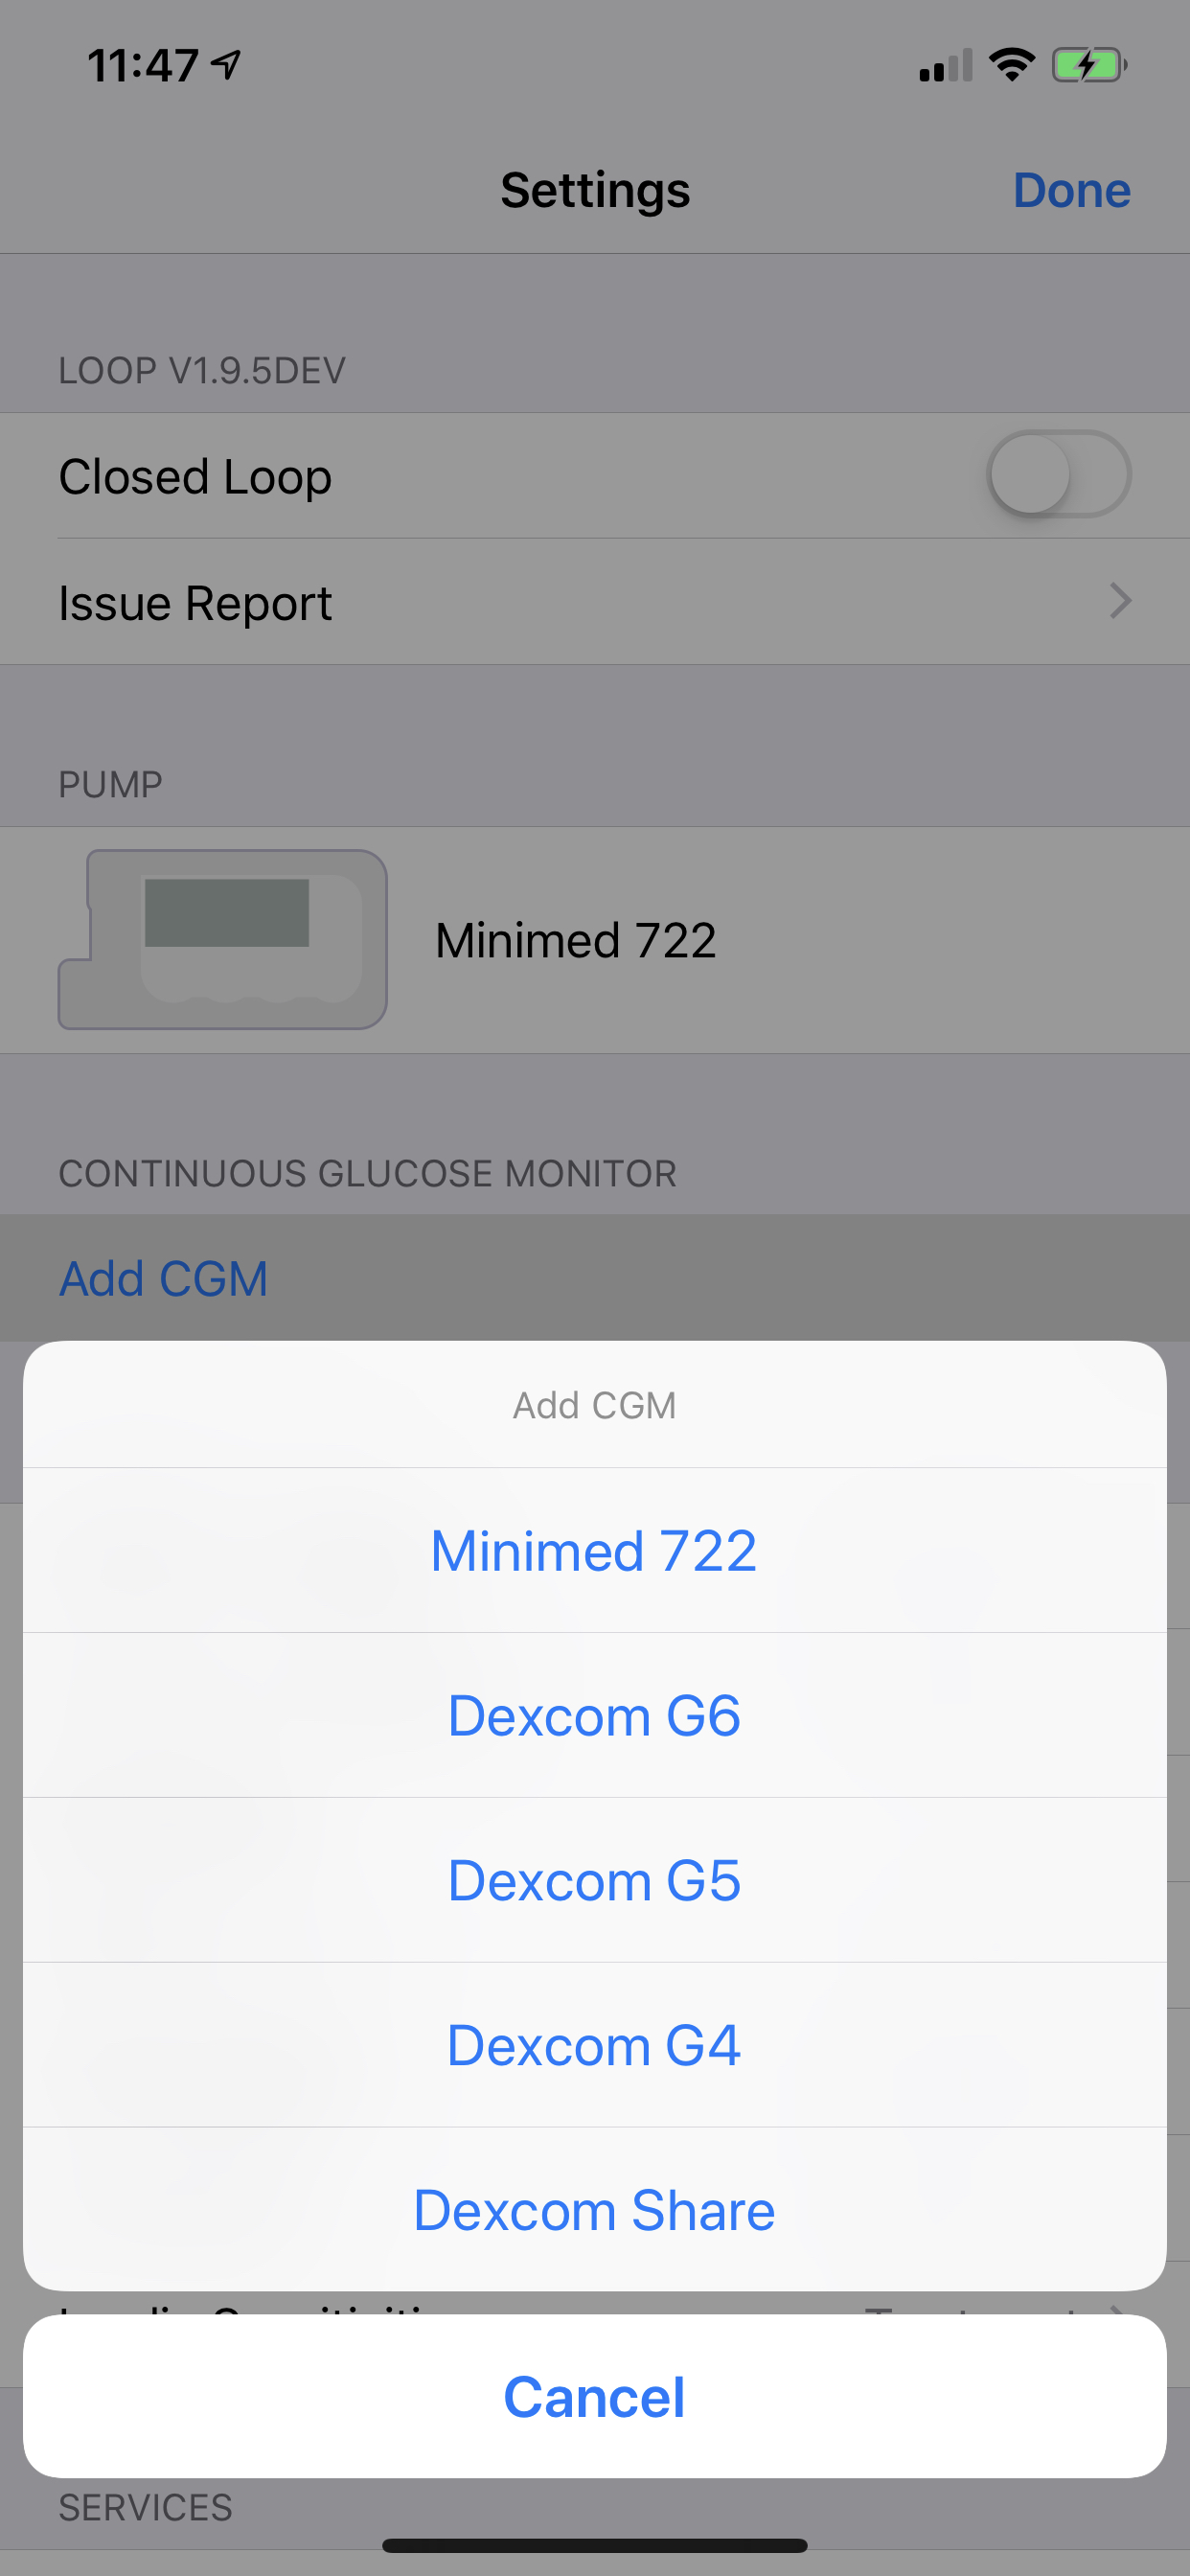 11:47
Settings
Done
LOOP V1.9.5DEV
Closed Loop
Issue Report
PUMP
Minimed 722
CONTINUOUS GLUCOSE MONITOR
Add CGM
Add CGM
Minimed 722
Dexcom G6
Dexcom G5
Dexcom G4
Dexcom Share
Cancel
SERVICES